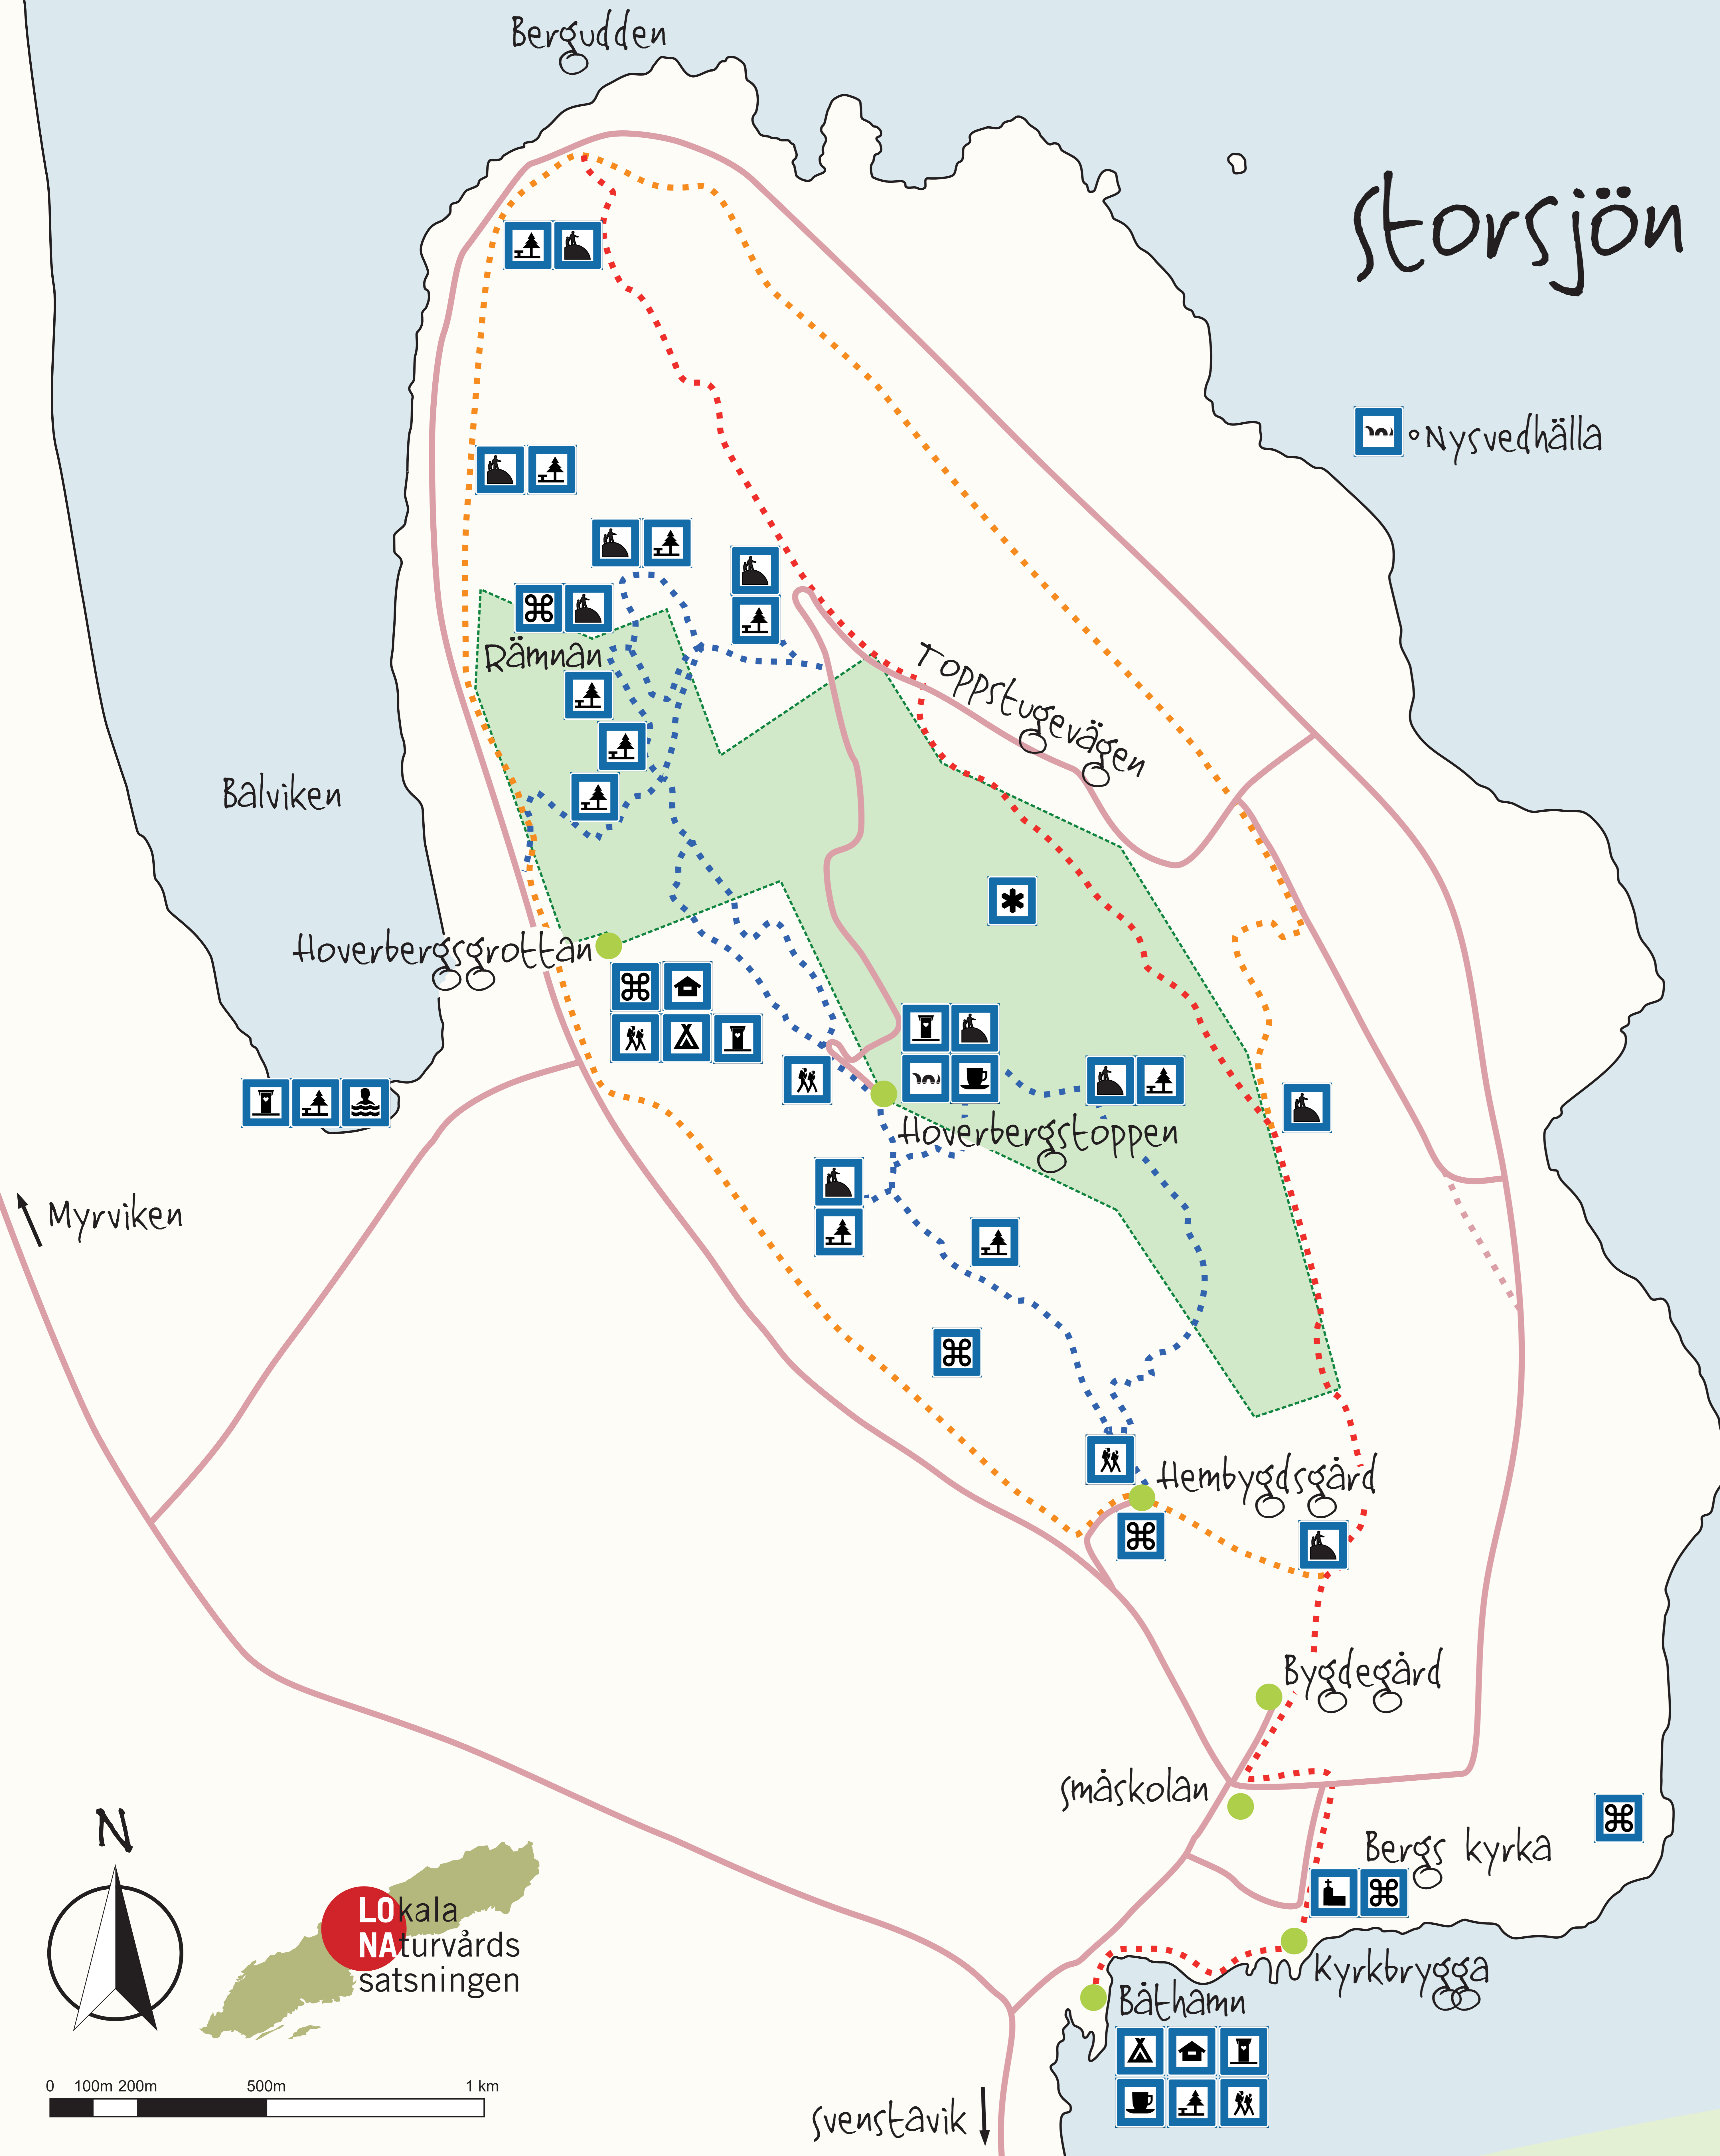 Bergudden
Storsjön
Nysvedhälla
Rämnan
Toppstugevägen
Balviken
Hoverbergsgrottan
Hoverbergstoppen
Myrviken
Hembygdsgård
Bygdegård
Småskolan
Bergs kyrka
N
LOkala
NAturvårds
satsningen
Kyrkbrygga
Båthamn
0 100m 200m 500m 1 km
Svenstavik